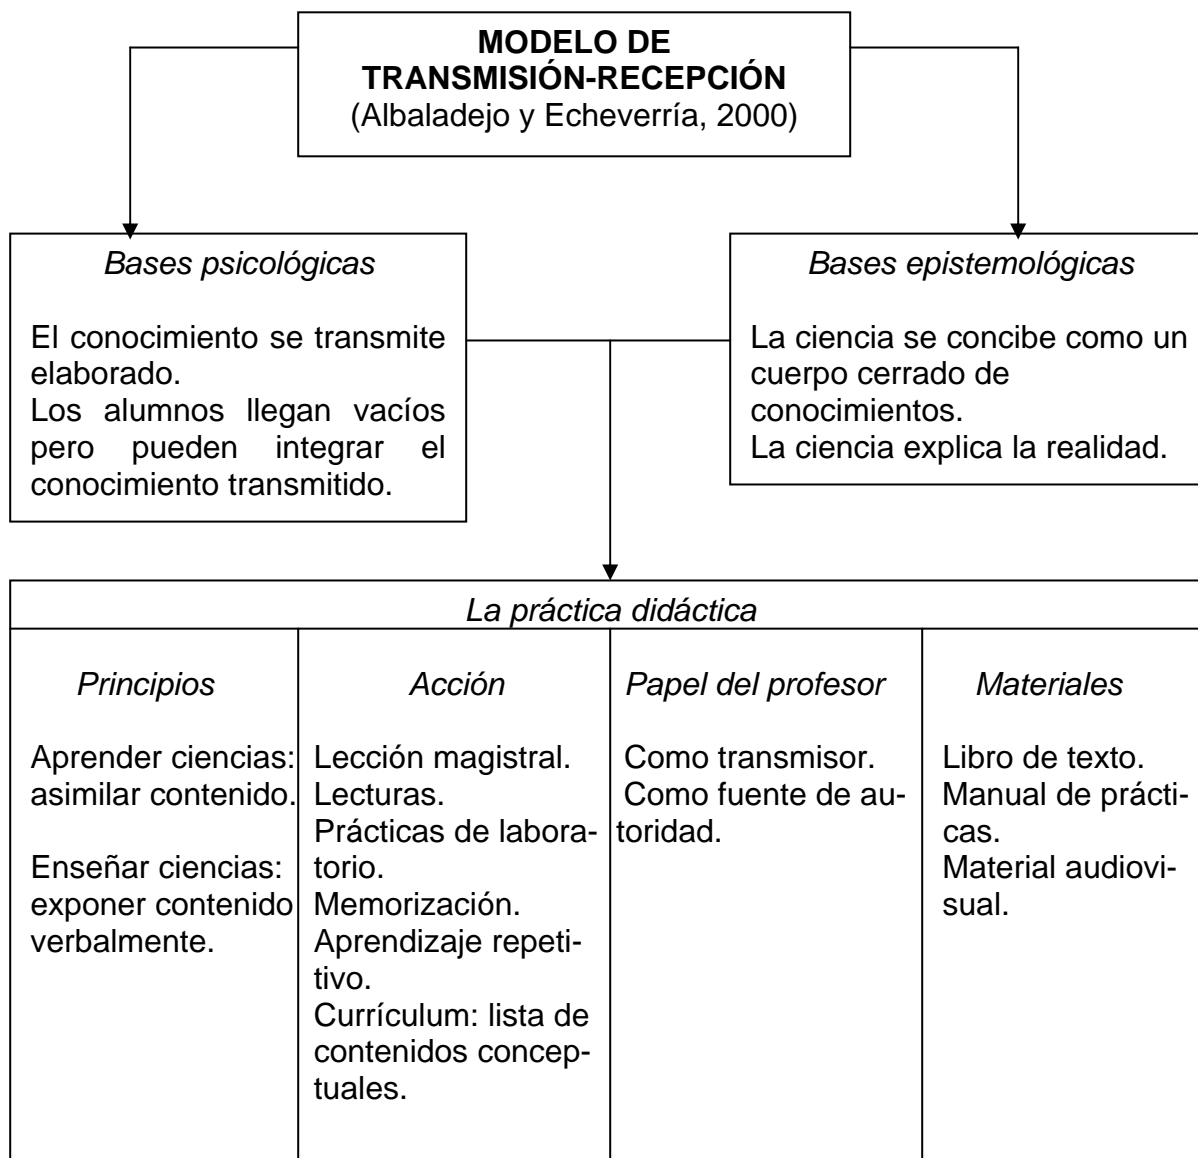 MODELO DE
TRANSMISIÓN-RECEPCIÓN
(Albaladejo y Echeverría, 2000)
Bases psicológicas
El conocimiento se transmite
elaborado.
Los alumnos llegan vacíos
pero pueden integrar el
conocimiento transmitido.
Bases epistemológicas
La ciencia se concibe como un
cuerpo cerrado de
conocimientos.
La ciencia explica la realidad.
La práctica didáctica
Principios
Aprender ciencias:
asimilar contenido.
Enseñar ciencias:
exponer contenido
verbalmente.
Acción
Lección magistral.
Lecturas.
Prácticas de labora-
torio.
Memorización.
Aprendizaje repeti-
tivo.
Currículum: lista de
contenidos concep-
tuales.
Papel del profesor
Como transmisor.
Como fuente de au-
toridad.
Materiales
Libro de texto.
Manual de prácti-
cas.
Material audiovi-
sual.